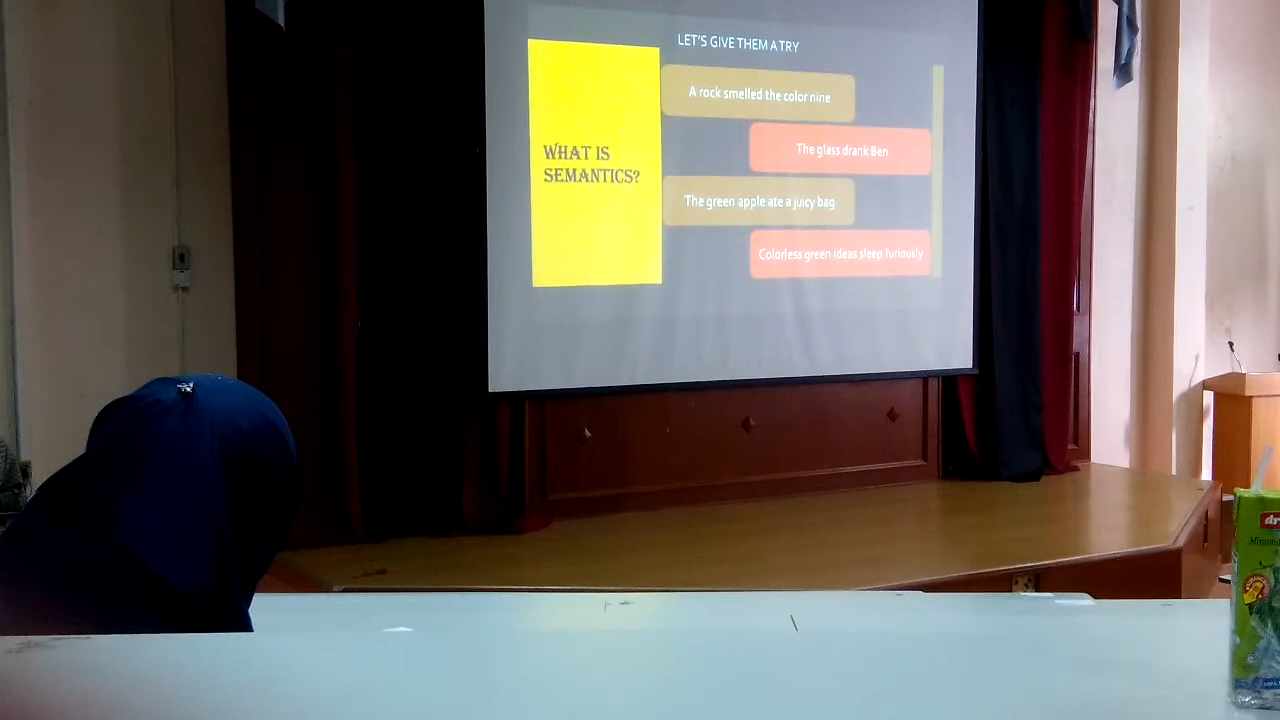 LET'S GIVE THEM A TRY
WHAT IS
SEMANTICS?
A rock smelled the color nine
The glass drank Ben
The green apple ate a juicy bag
Colorless green ideas sleep furiously